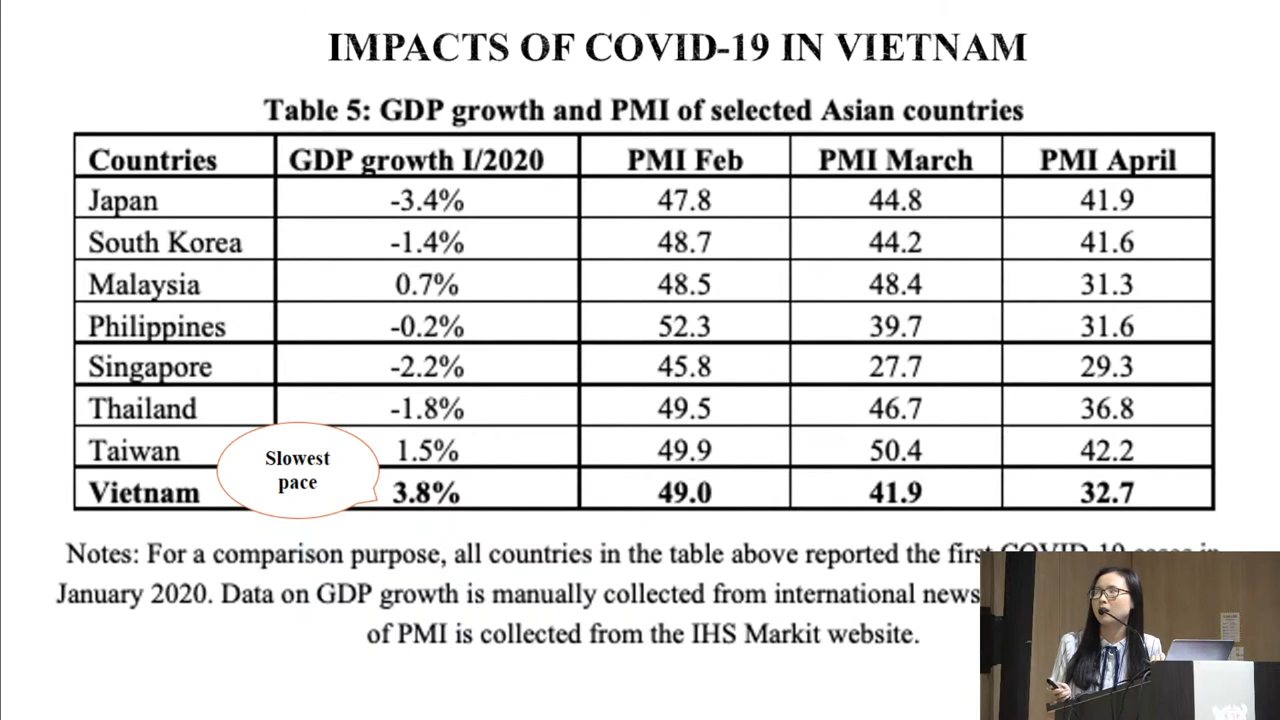 IMPACTS OF COVID-19 IN VIETNAM
Table 5: GDP growth and PMI of selected Asian countries
Countries GDP growth I/2020 PMI Feb PMI March PMI April
Japan -3.4% 47.8 44.8 41.9
South Korea -1.4% 48.7 44.2 41.6
Malaysia 0.7% 48.5 48.4 31.3
Philippines -0.2% 52.3 39.7 31.6
Singapore -2.2% 45.8 27.7 29.3
Thailand -1.8% 49.5 46.7 36.8
Taiwan 1.5% 49.9 50.4 42.2
Slowest
pace
Vietnam 3.8% 49.0 41.9 32.7
Notes: For a comparison purpose, all countries in the table above reported the first COVID-19 cases in
January 2020. Data on GDP growth is manually collected from international news
of PMI is collected from the IHS Markit website.